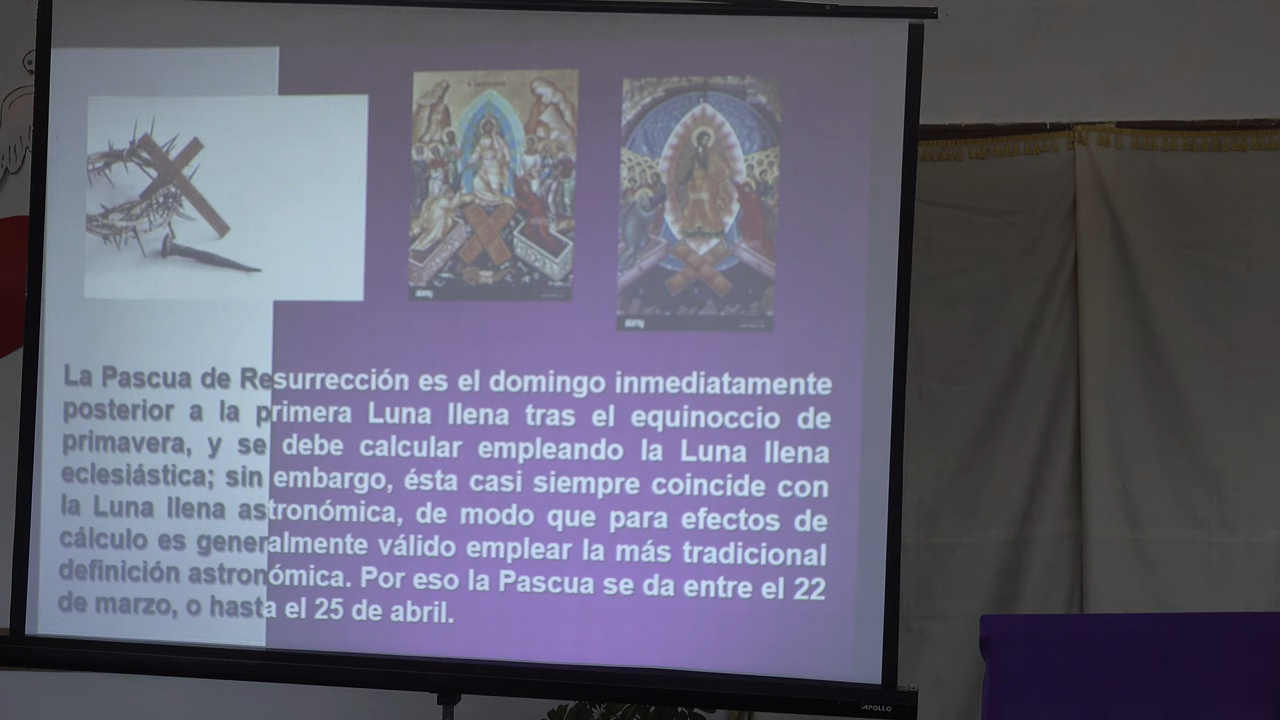 alamy
alamy
La Pascua de Resurrección es el domingo inmediatamente
posterior a la primera Luna llena tras el equinoccio de
primavera, y se debe calcular empleando la Luna llena
eclesiástica; sin embargo, ésta casi siempre coincide con
la Luna llena astronómica, de modo que para efectos de
cálculo es generalmente válido emplear la más tradicional
definición astronómica. Por eso la Pascua se da entre el 22
de marzo, o hasta el 25 de abril.
APOLLO